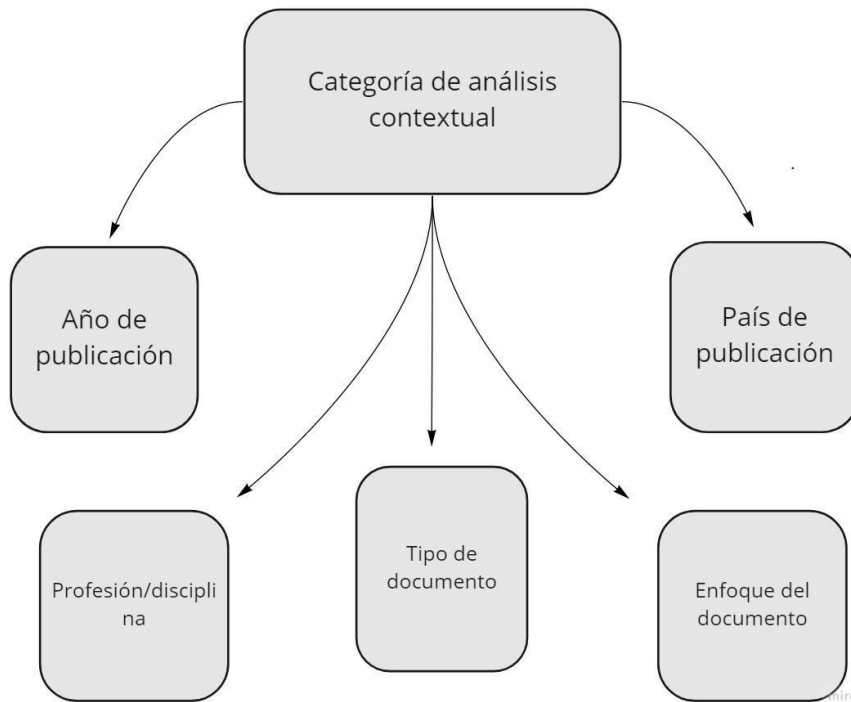 Categoría de análisis
contextual
Año de
publicación
País de
publicación
Profesión/discipli
na
Tipo de
documento
Enfoque del
documento